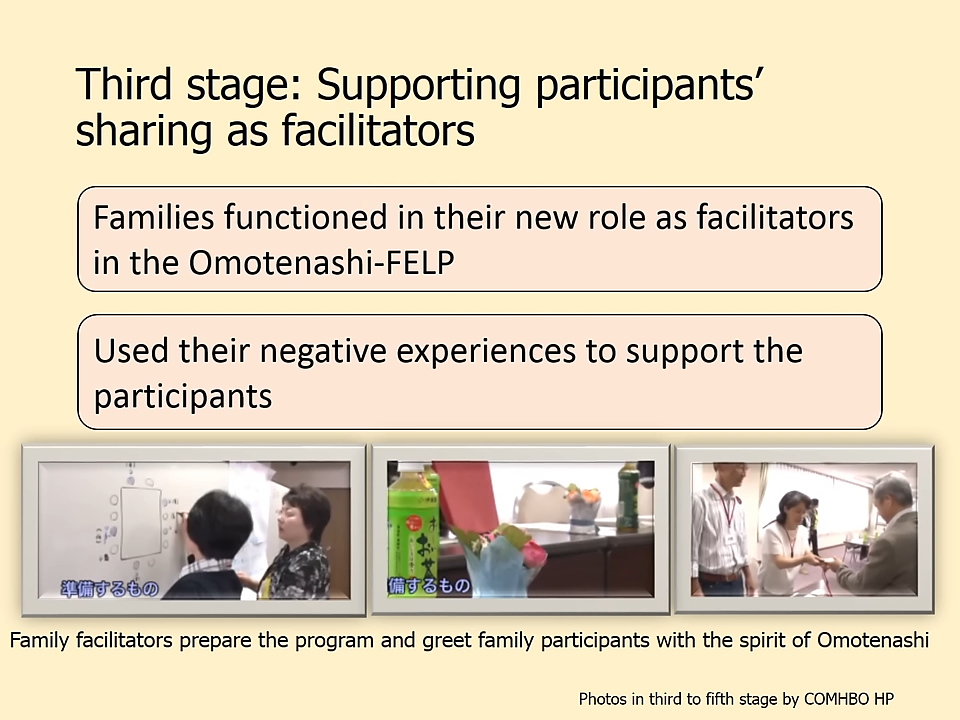 Third stage: Supporting participants’
sharing as facilitators
Families functioned in their new role as facilitators
in the Omotenashi-FELP
Used their negative experiences to support the
participants
準備するもの
備するもの
Family facilitators prepare the program and greet family participants with the spirit of Omotenashi
Photos in third to fifth stage by COMHBO HP